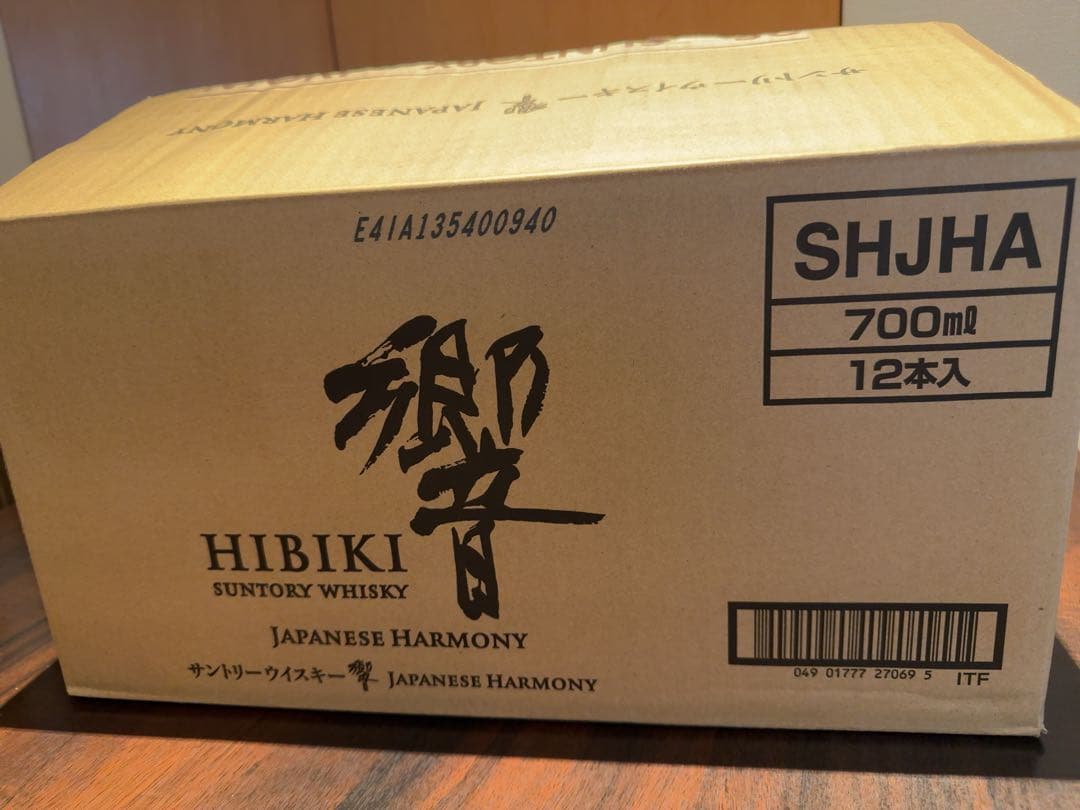 サントリーウイスキー 響 JAPANESE HARMONY
E41A135400940
SHJHA
700mℓ
12本入
響
HIBIKI
SUNTORY WHISKY
JAPANESE HARMONY
サントリーウイスキー 響 JAPANESE HARMONY
049 01777 27069 5 ITF